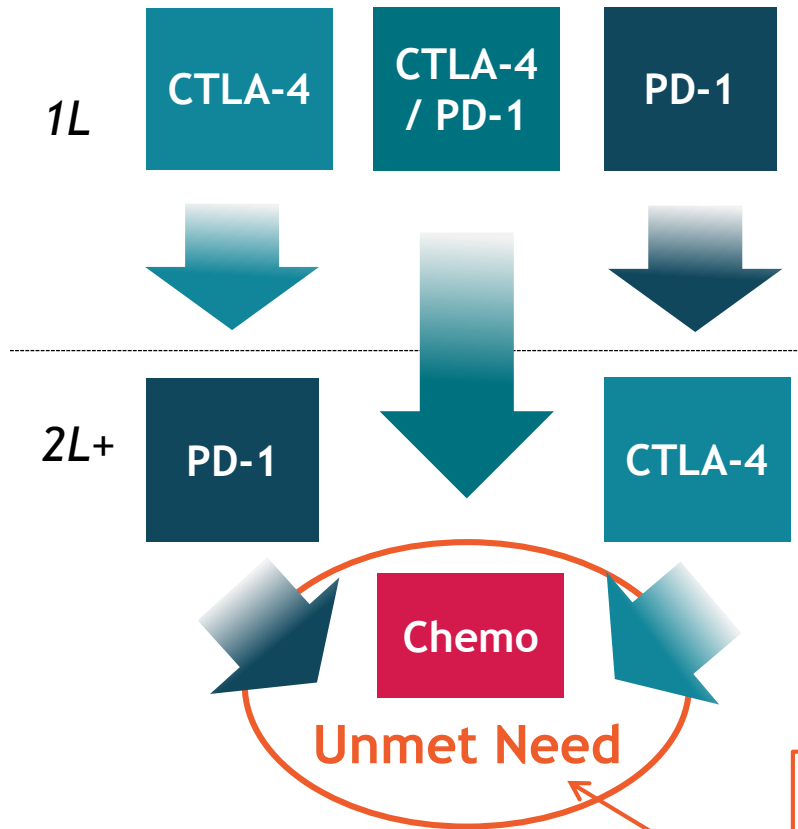 1L
CTLA-4
CTLA-4
/ PD-1
PD-1
2L+
PD-1
CTLA-4
Chemo
Unmet Need